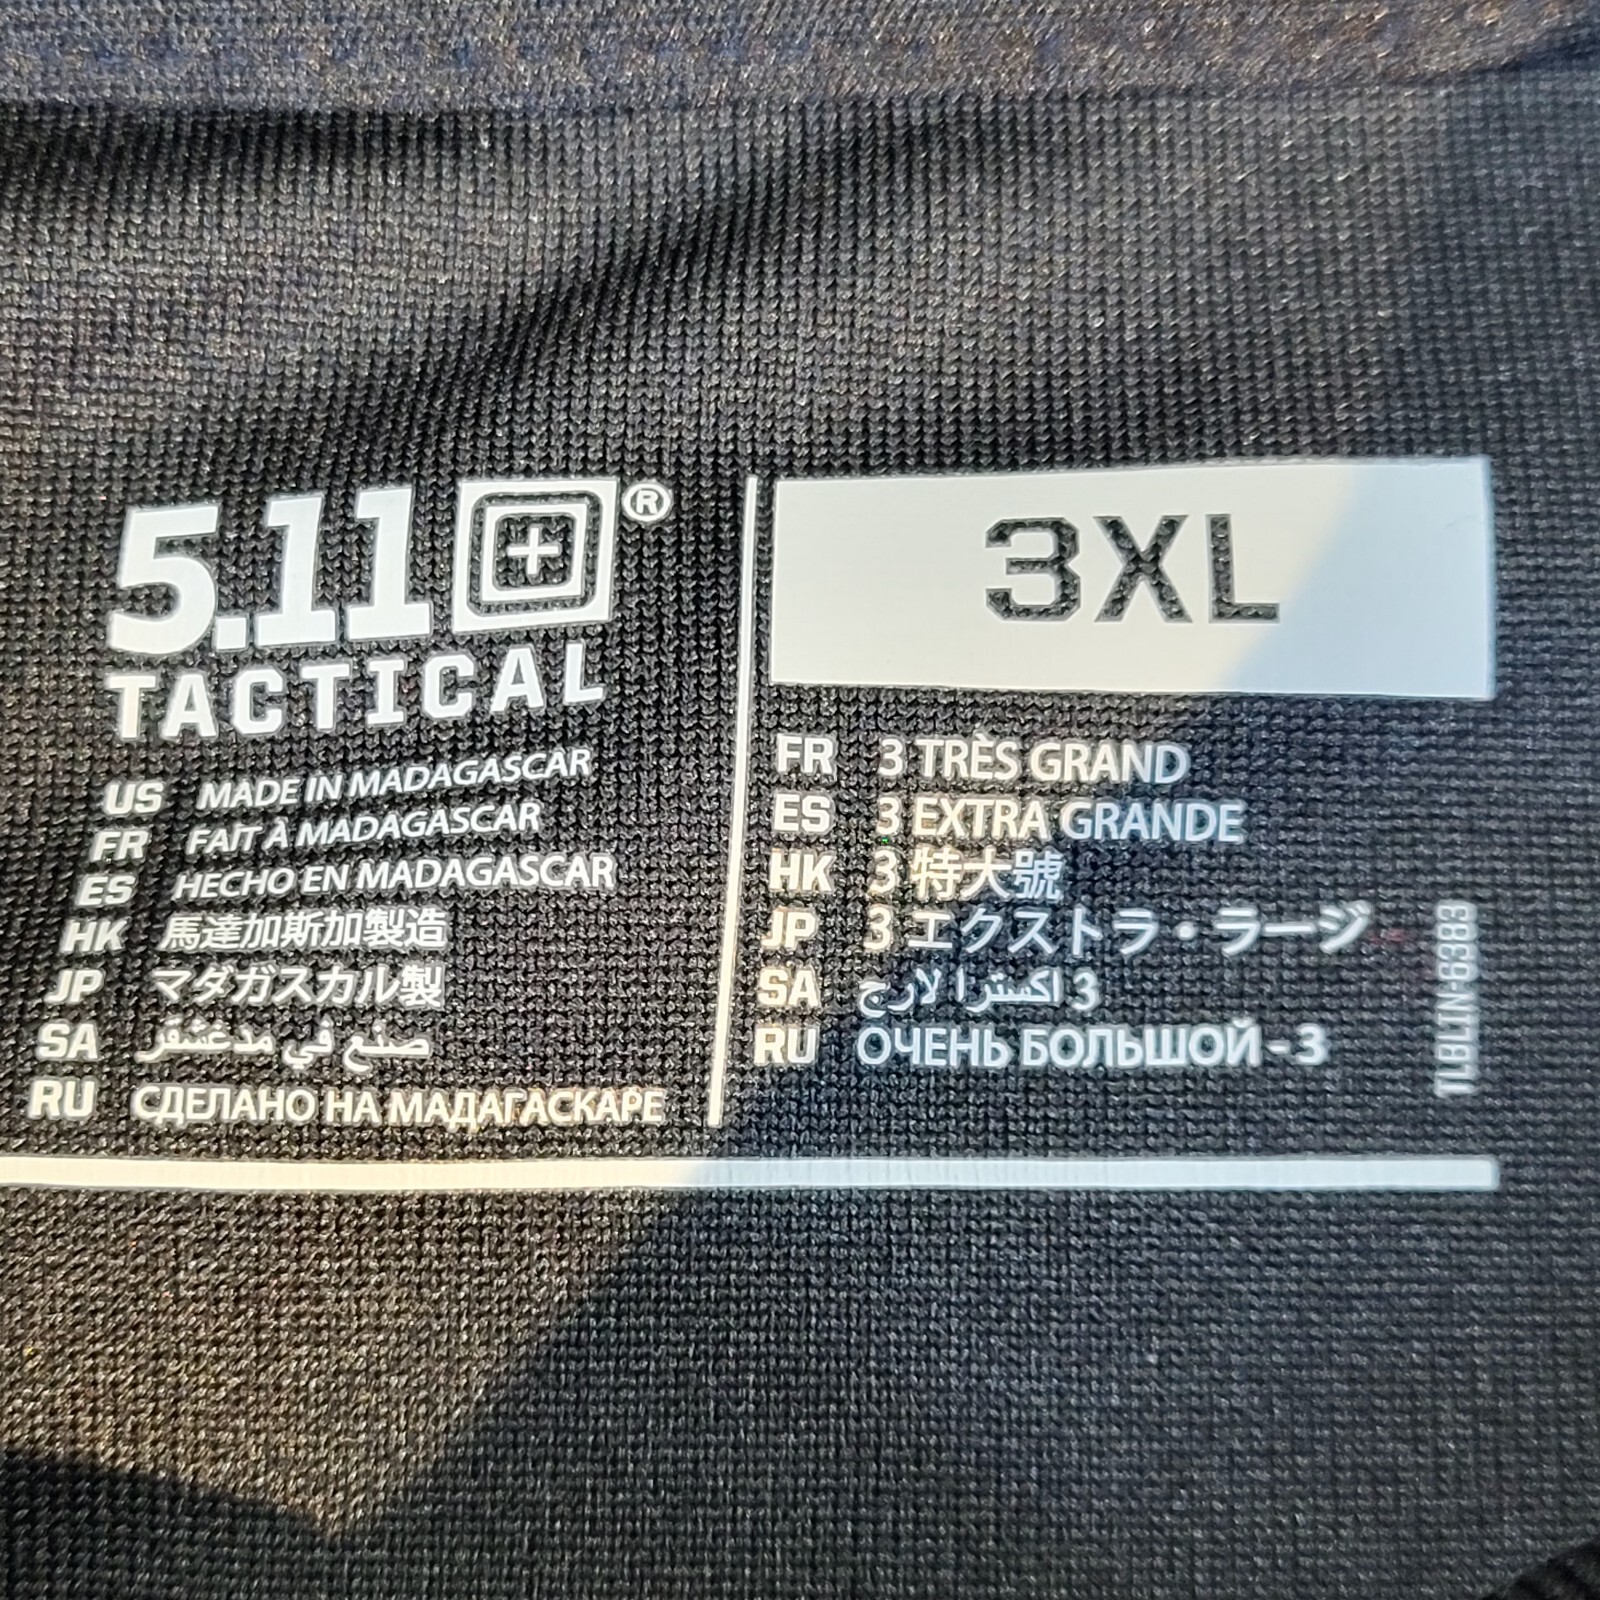 5.11®
TACTICAL
US MADE IN MADAGASCAR
FR FAIT À MADAGASCAR
ES HECHO EN MADAGASCAR
HK 馬達加斯加製造
JP マダガスカル製
SA صنع في مدغشقر
RU СДЕЛАНО НА МАДАГАСКАРЕ
3XL
FR 3 TRÈS GRAND
ES 3 EXTRA GRANDE
HK 3 特大號
JP 3 エクストラ・ラージ
SA 3 اكسترا لارج
RU ОЧЕНЬ БОЛЬШОЙ - 3
TLBLIN-6383